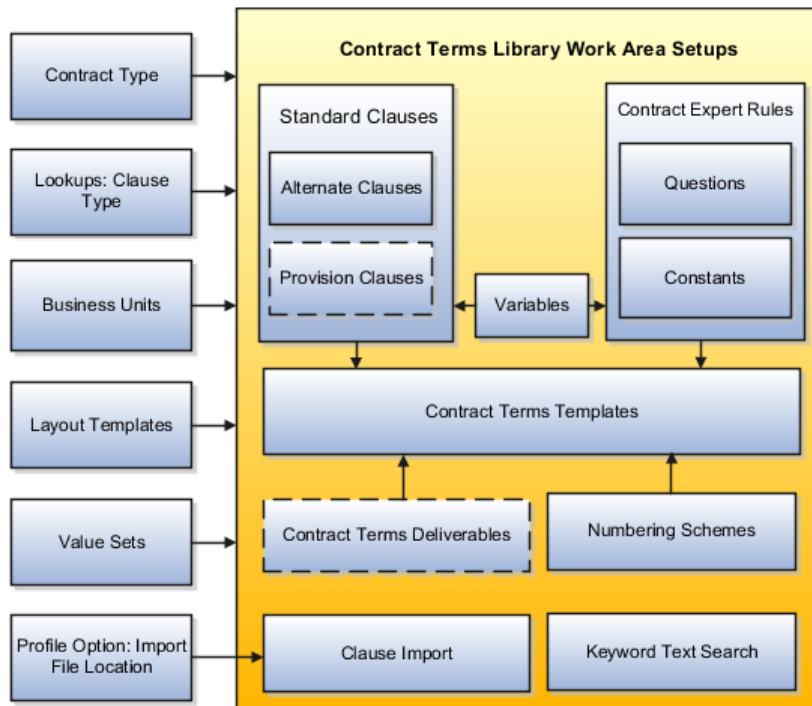 Contract Terms Library Work Area Setups
Contract Type
Lookups: Clause
Type
Business Units
Layout Templates
Value Sets
Profile Option: Import
File Location
Standard Clauses
Alternate Clauses
Provision Clauses
Variables
Contract Expert Rules
Questions
Constants
Contract Terms Templates
Contract Terms Deliverables
Numbering Schemes
Clause Import
Keyword Text Search